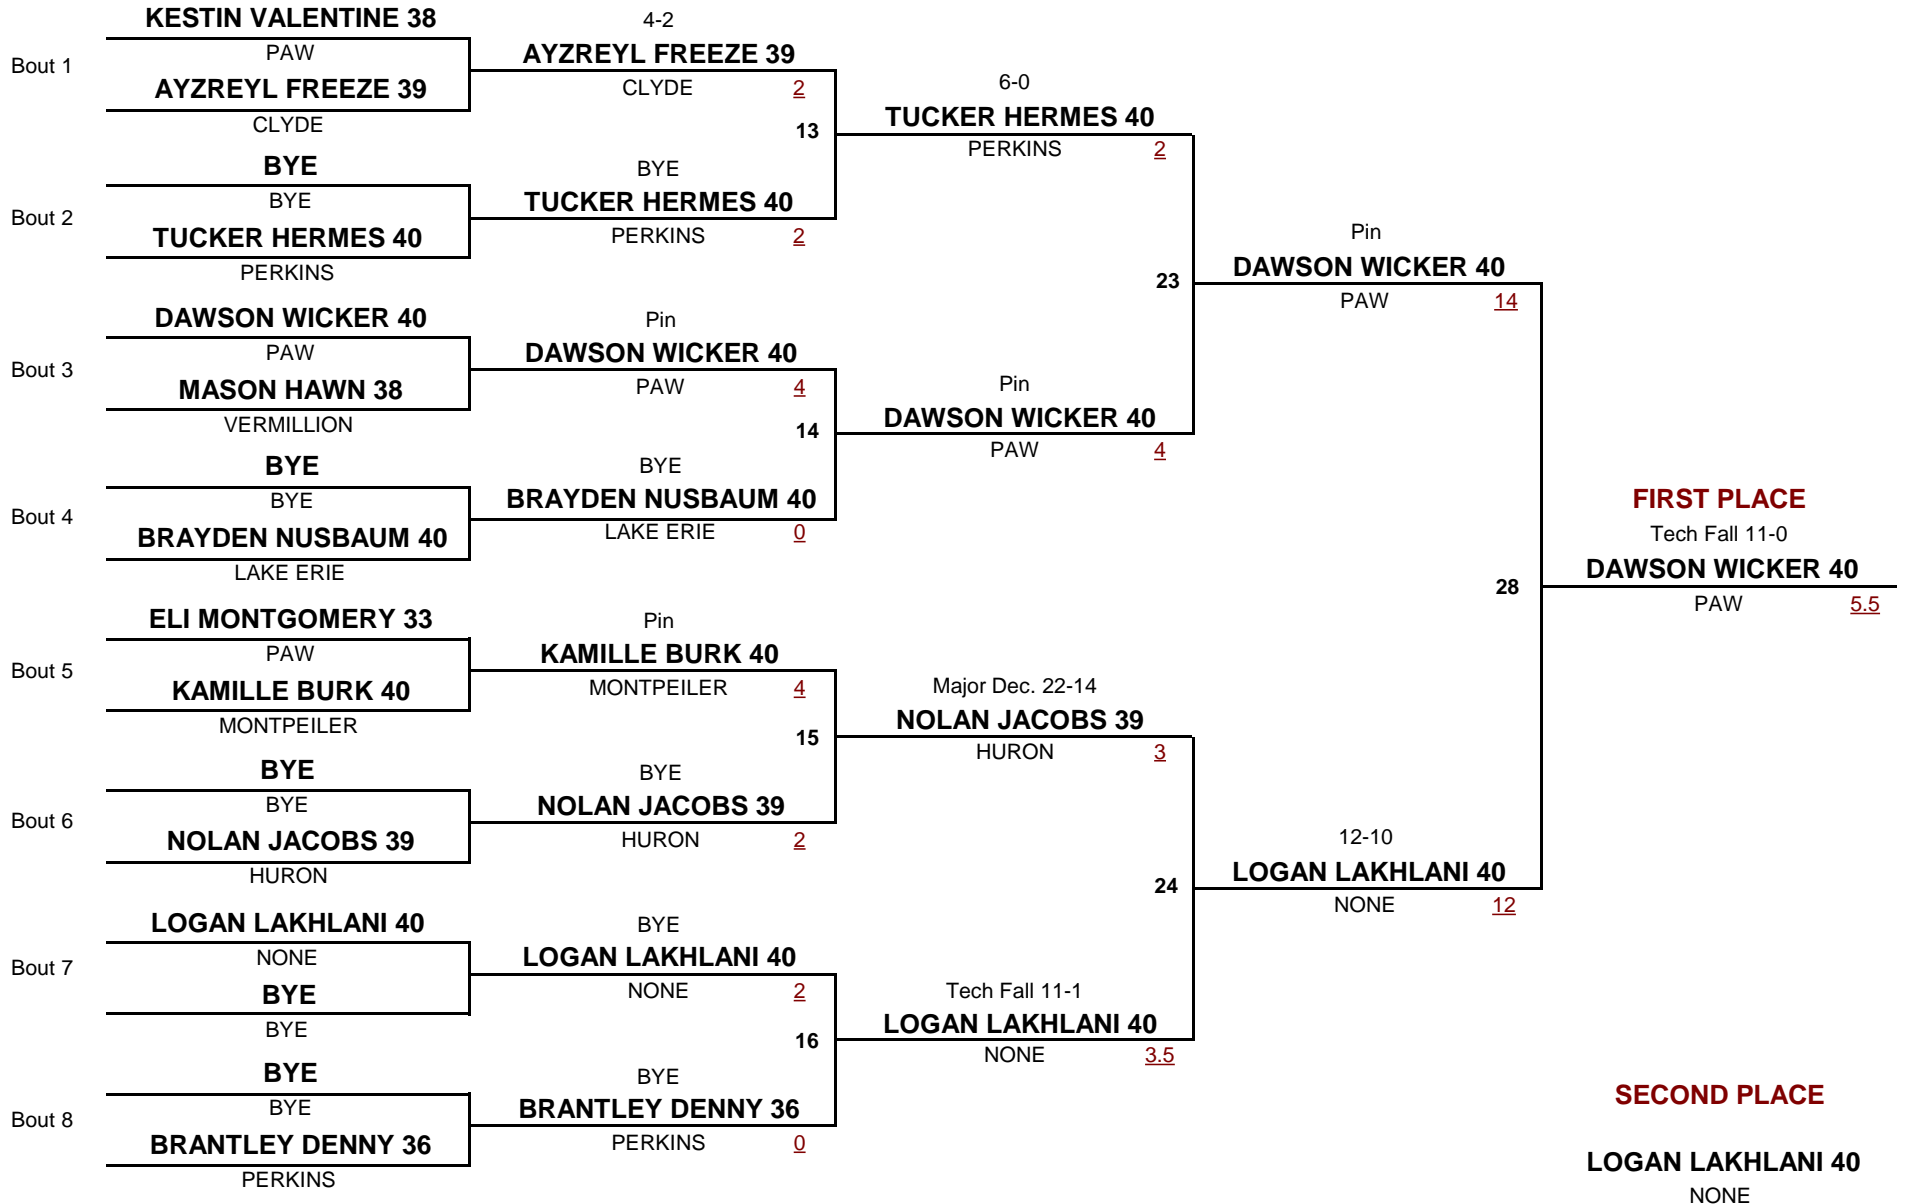 KESTIN VALENTINE 38
Bout 1
PAW
AYZREYL FREEZE 39
CLYDE
4-2
AYZREYL FREEZE 39
CLYDE 2
13
BYE
Bout 2
BYE
TUCKER HERMES 40
PERKINS
BYE
TUCKER HERMES 40
PERKINS 2
6-0
TUCKER HERMES 40
PERKINS 2
23
DAWSON WICKER 40
Bout 3
PAW
MASON HAWN 38
VERMILLION
Pin
DAWSON WICKER 40
PAW 4
14
BYE
Bout 4
BYE
BRAYDEN NUSBAUM 40
LAKE ERIE
BYE
BRAYDEN NUSBAUM 40
LAKE ERIE 0
Pin
DAWSON WICKER 40
PAW 4
Pin
DAWSON WICKER 40
PAW 14
28
ELI MONTGOMERY 33
Bout 5
PAW
KAMILLE BURK 40
MONTPEILER
Pin
KAMILLE BURK 40
MONTPEILER 4
15
BYE
Bout 6
BYE
NOLAN JACOBS 39
HURON
BYE
NOLAN JACOBS 39
HURON 2
Major Dec. 22-14
NOLAN JACOBS 39
HURON 3
24
LOGAN LAKHLANI 40
Bout 7
NONE
BYE
BYE
BYE
LOGAN LAKHLANI 40
NONE 2
16
BYE
Bout 8
BYE
BRANTLEY DENNY 36
PERKINS
BYE
BRANTLEY DENNY 36
PERKINS 0
Tech Fall 11-1
LOGAN LAKHLANI 40
NONE 3.5
12-10
LOGAN LAKHLANI 40
NONE 12
FIRST PLACE
Tech Fall 11-0
DAWSON WICKER 40
PAW 5.5
SECOND PLACE
LOGAN LAKHLANI 40
NONE